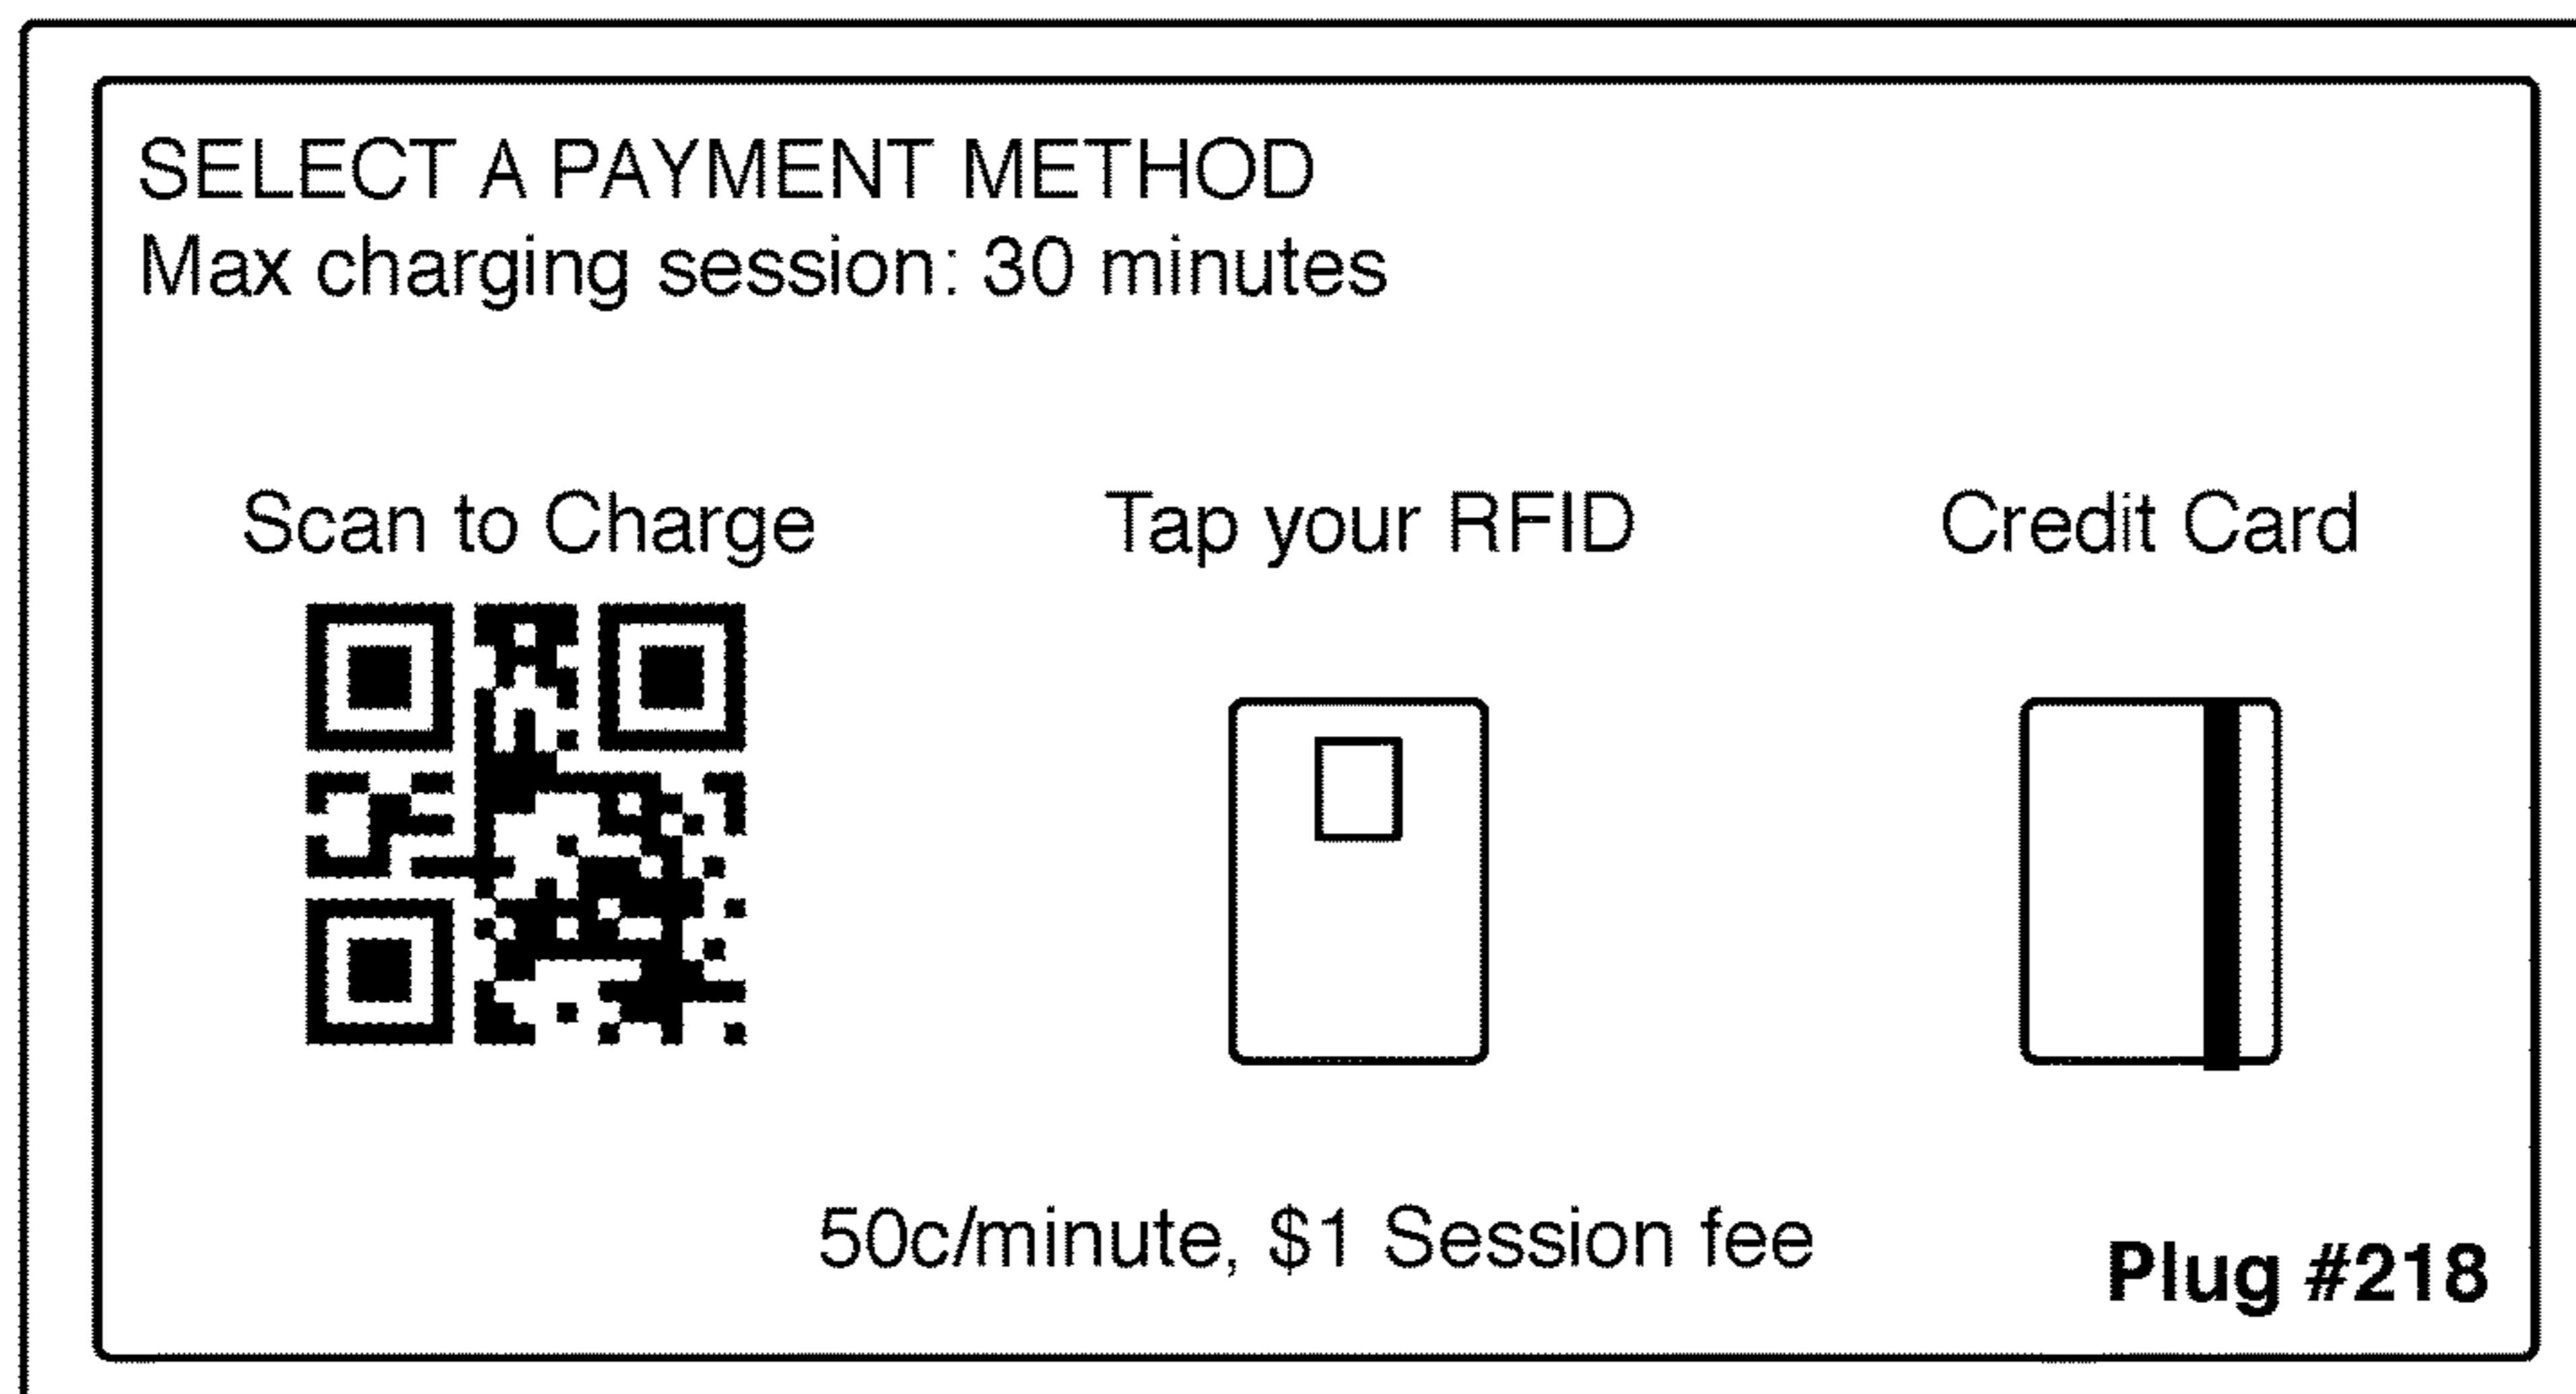 SELECT A PAYMENT METHOD
Max charging session: 30 minutes
Scan to Charge
Tap your RFID
Credit Card
50c/minute, $1 Session fee
Plug #218